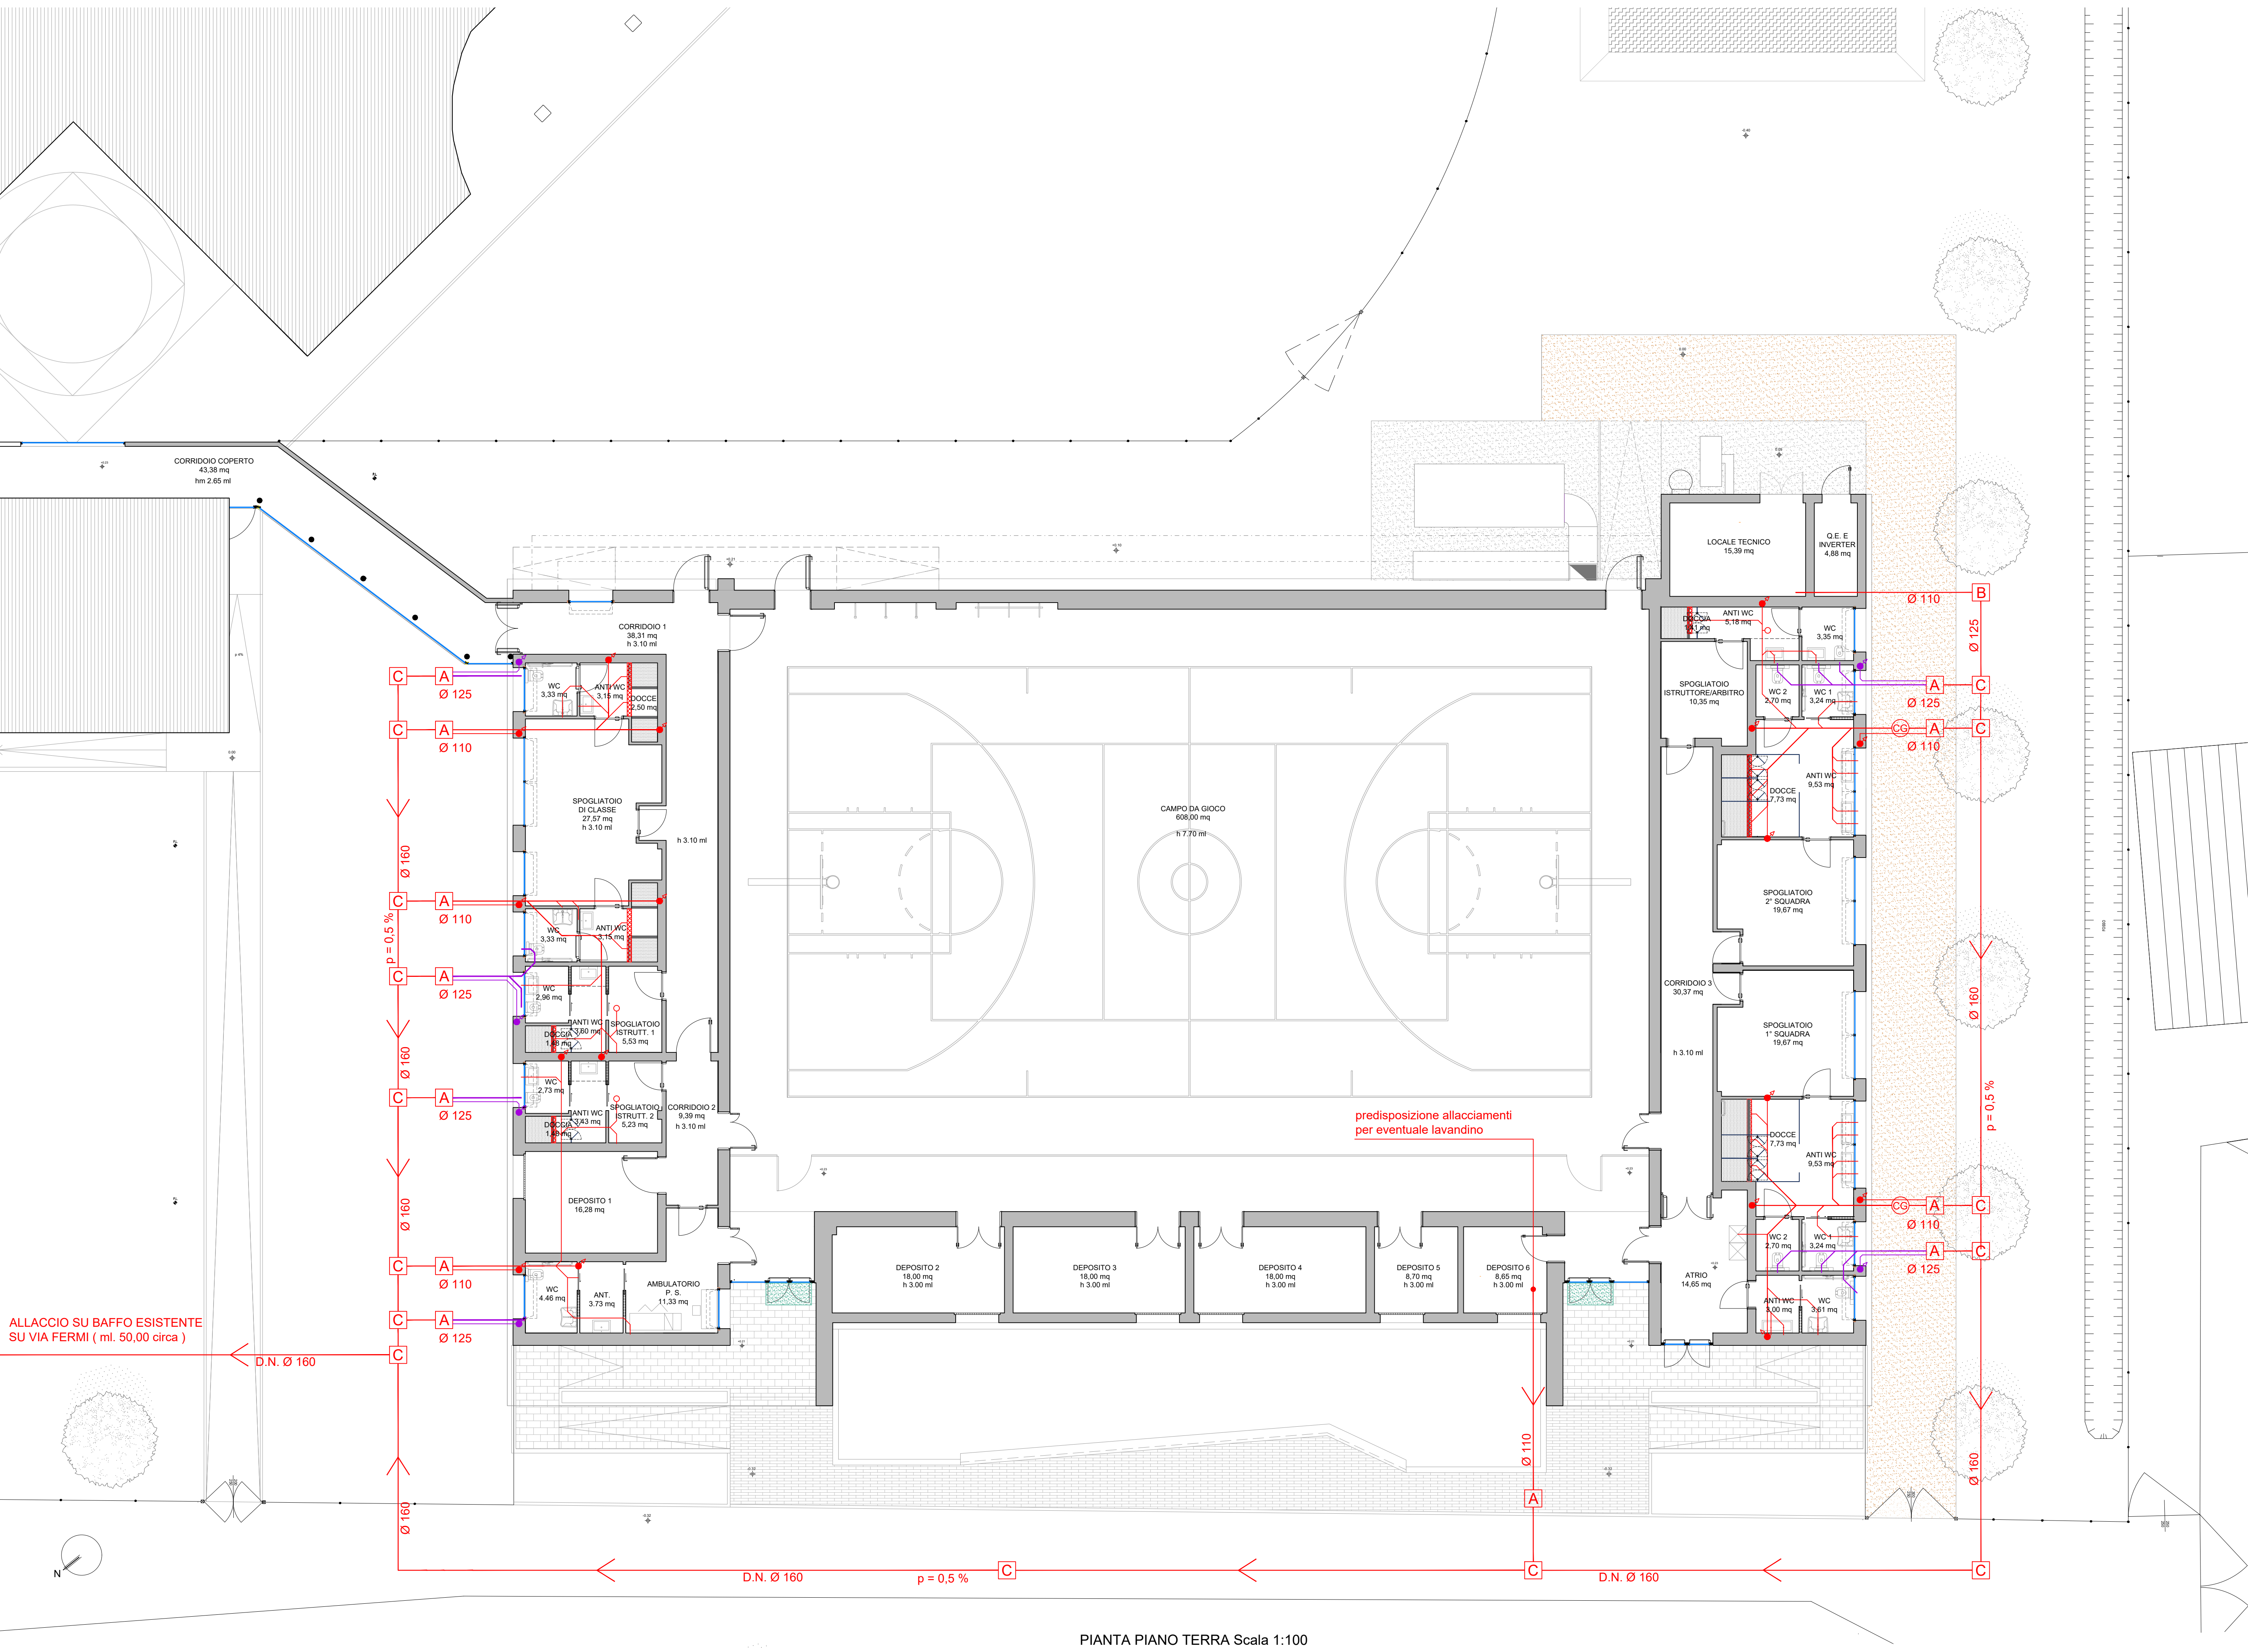 CORRIDOIO COPERTO
43,38 mq
hm 2.65 ml
LOCALE TECNICO
15,39 mq
Q.E. E
INVERTER
4,88 mq
B
Ø 110
Ø 125
CORRIDOIO 1
38,31 mq
h 3.10 ml
DOCCIA
ANTI WC
5,18 mq
WC
3,35 mq
C
A
Ø 125
WC
3,33 mq
ANTI WC
3,15 mq
DOCCE
2,50 mq
SPOGLIATOIO
ISTRUTTORE/ARBITRO
10,35 mq
WC 2
2,70 mq
WC 1
3,24 mq
A
C
Ø 125
C
A
Ø 110
CG
A
C
Ø 110
SPOGLIATOIO
DI CLASSE
27,57 mq
h 3.10 ml
h 3.10 ml
CAMPO DA GIOCO
608,00 mq
h 7.70 ml
ANTI WC
9,53 mq
DOCCE
7,73 mq
Ø 160
C
A
Ø 110
p = 0,5 %
WC
3,33 mq
ANTI WC
3,15 mq
SPOGLIATOIO
2° SQUADRA
19,67 mq
C
A
Ø 125
WC
2,96 mq
ANTI WC
3,60 mq
SPOGLIATOIO
ISTRUTT. 1
5,53 mq
DOCCIA
1,48 mq
CORRIDOIO 3
30,37 mq
h 3.10 ml
SPOGLIATOIO
1° SQUADRA
19,67 mq
Ø 160
Ø 160
C
A
Ø 125
WC
2,73 mq
ANTI WC
3,43 mq
SPOGLIATOIO
ISTRUTT. 2
5,23 mq
DOCCIA
1,48 mq
CORRIDOIO 2
9,39 mq
h 3.10 ml
predisposizione allacciamenti
per eventuale lavandino
p = 0,5 %
DOCCE
7,73 mq
ANTI WC
9,53 mq
CG
A
C
Ø 110
Ø 160
DEPOSITO 1
16,28 mq
WC 2
2,70 mq
WC 1
3,24 mq
A
C
Ø 125
C
A
Ø 110
WC
4.46 mq
ANT.
3.73 mq
AMBULATORIO
P. S.
11,33 mq
DEPOSITO 2
18,00 mq
h 3.00 ml
DEPOSITO 3
18,00 mq
h 3.00 ml
DEPOSITO 4
18,00 mq
h 3.00 ml
DEPOSITO 5
8,70 mq
h 3.00 ml
DEPOSITO 6
8,65 mq
h 3.00 ml
ATRIO
14,65 mq
ANTI WC
3,00 mq
WC
3,61 mq
C
A
Ø 125
ALLACCIO SU BAFFO ESISTENTE
SU VIA FERMI ( ml. 50,00 circa )
D.N. Ø 160
C
Ø 110
Ø 160
A
Ø 160
N
D.N. Ø 160
p = 0,5 %
C
C
D.N. Ø 160
C
PIANTA PIANO TERRA Scala 1:100